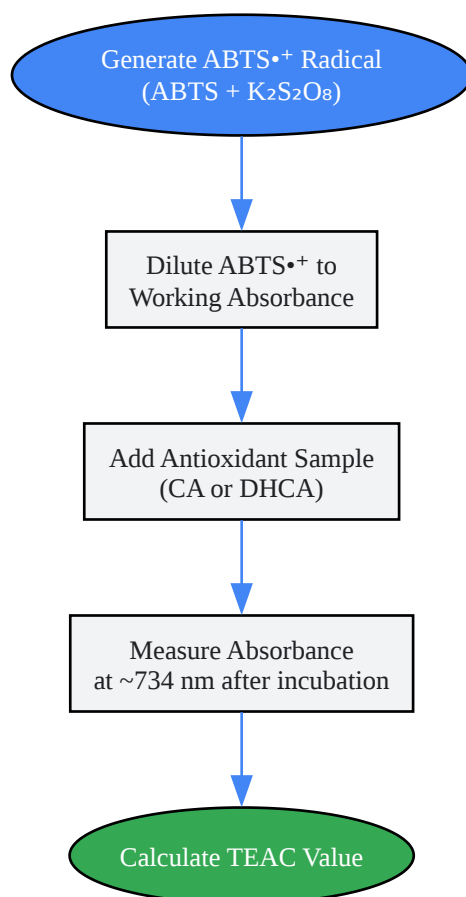 Generate ABTS•⁺ Radical
(ABTS + K₂S₂O₈)
Dilute ABTS•⁺ to
Working Absorbance
Add Antioxidant Sample
(CA or DHCA)
Measure Absorbance
at ~734 nm after incubation
Calculate TEAC Value